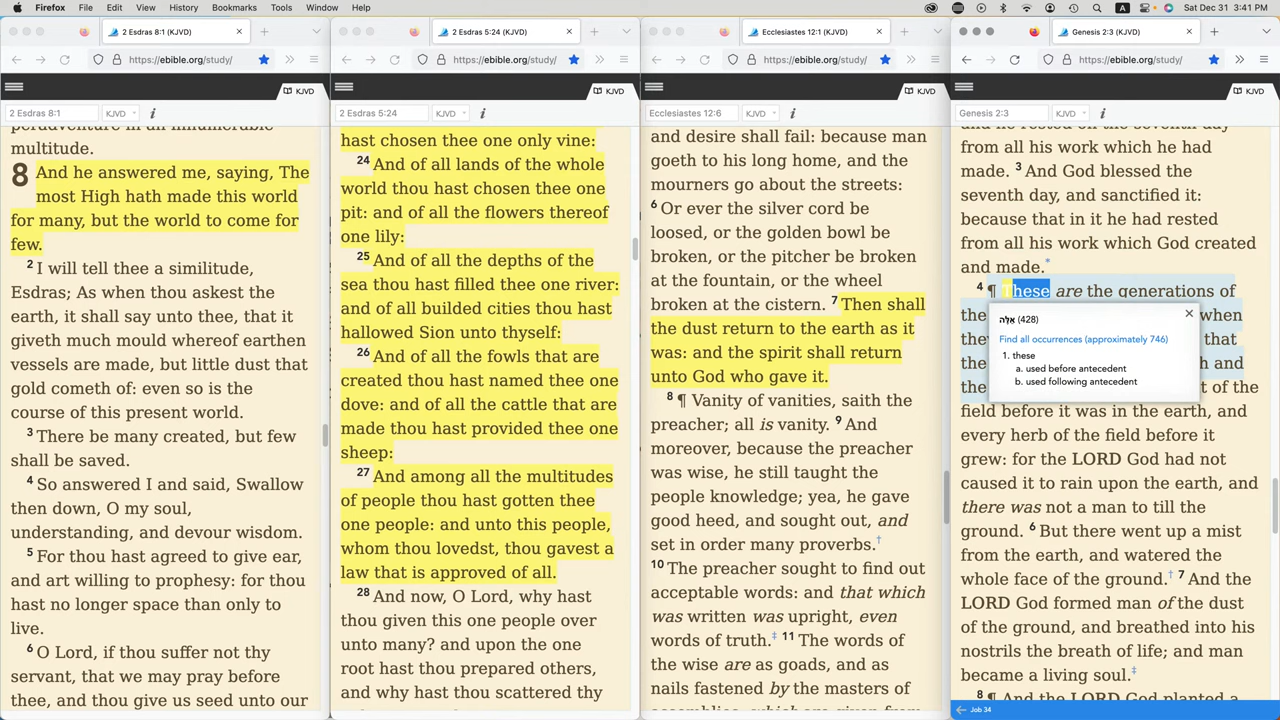 Firefox File Edit View History Bookmarks Tools Window Help Sat Dec 31 3:41 PM
2 Esdras 8:1 (KJVD)
https://ebible.org/study/
KJVD
2 Esdras 8:1 KJVD i
peradventure in an innumerable
multitude.
8 And he answered me, saying, The
most High hath made this world
for many, but the world to come for
few.
2 I will tell thee a similitude,
Esdras; As when thou askest the
earth, it shall say unto thee, that it
giveth much mould whereof earthen
vessels are made, but little dust that
gold cometh of: even so is the
course of this present world.
3 There be many created, but few
shall be saved.
4 So answered I and said, Swallow
then down, O my soul,
understanding, and devour wisdom.
5 For thou hast agreed to give ear,
and art willing to prophesy: for thou
hast no longer space than only to
live.
6 O Lord, if thou suffer not thy
servant, that we may pray before
thee, and thou give us seed unto our
2 Esdras 5:24 (KJVD)
https://ebible.org/study/
KJVD
2 Esdras 5:24 KJVD i
hast chosen thee one only vine:
24 And of all lands of the whole
world thou hast chosen thee one
pit: and of all the flowers thereof
one lily:
25 And of all the depths of the
sea thou hast filled thee one river:
and of all builded cities thou hast
hallowed Sion unto thyself:
26 And of all the fowls that are
created thou hast named thee one
dove: and of all the cattle that are
made thou hast provided thee one
sheep:
27 And among all the multitudes
of people thou hast gotten thee
one people: and unto this people,
whom thou lovedst, thou gavest a
law that is approved of all.
28 And now, O Lord, why hast
thou given this one people over
unto many? and upon the one
root hast thou prepared others,
and why hast thou scattered thy
Ecclesiastes 12:1 (KJVD)
https://ebible.org/study/
KJVD
Ecclesiastes 12:6 KJVD i
and desire shall fail: because man
goeth to his long home, and the
mourners go about the streets:
6 Or ever the silver cord be
loosed, or the golden bowl be
broken, or the pitcher be broken
at the fountain, or the wheel
broken at the cistern. 7 Then shall
the dust return to the earth as it
was: and the spirit shall return
unto God who gave it.
8 ¶ Vanity of vanities, saith the
preacher; all is vanity. 9 And
moreover, because the preacher
was wise, he still taught the
people knowledge; yea, he gave
good heed, and sought out, and
set in order many proverbs.†
10 The preacher sought to find out
acceptable words: and that which
was written was upright, even
words of truth.‡ 11 The words of
the wise are as goads, and as
nails fastened by the masters of
Genesis 2:3 (KJVD)
https://ebible.org/study/
KJVD
Genesis 2:3 KJVD i
and he rested on the seventh day
from all his work which he had
made. 3 And God blessed the
seventh day, and sanctified it:
because that in it he had rested
from all his work which God created
and made.*
4 ¶ These are the generations of
the when
the that
the and
the of the
אֵלֶּה (428)
Find all occurrences (approximately 746)
1. these
a. used before antecedent
b. used following antecedent
field before it was in the earth, and
every herb of the field before it
grew: for the LORD God had not
caused it to rain upon the earth, and
there was not a man to till the
ground. 6 But there went up a mist
from the earth, and watered the
whole face of the ground.† 7 And the
LORD God formed man of the dust
of the ground, and breathed into his
nostrils the breath of life; and man
became a living soul.‡
8 ¶ And the LORD God planted a
Job 34